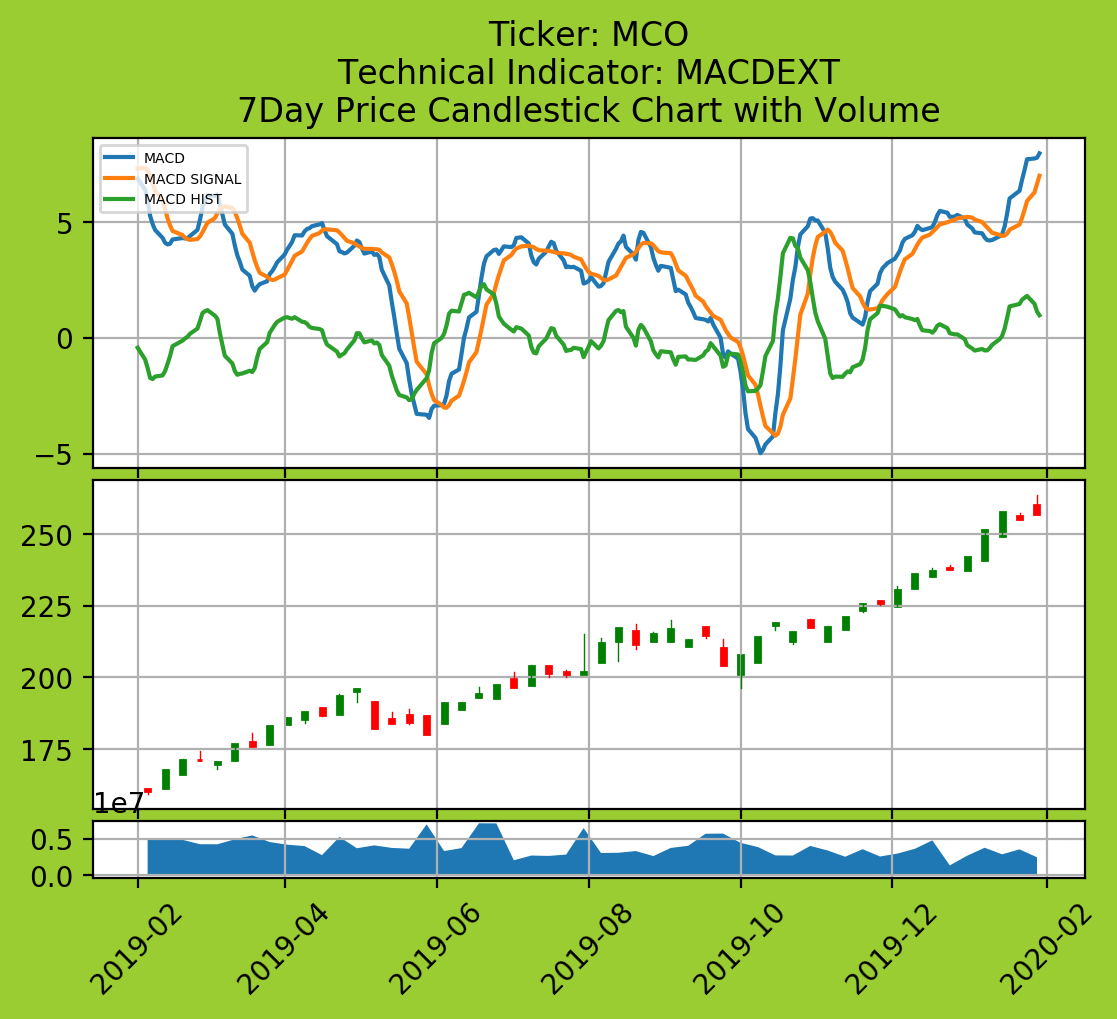 Ticker: MCO
Technical Indicator: MACDEXT
7Day Price Candlestick Chart with Volume
MACD
MACD SIGNAL
MACD HIST
5
0
−5
250
225
200
175
1e7
0.5
0.0
2019-02
2019-04
2019-06
2019-08
2019-10
2019-12
2020-02